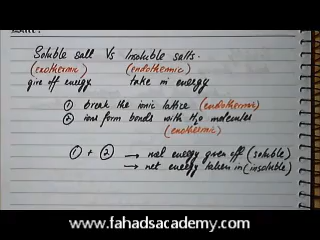 Soluble salt Vs Insoluble salts.
(exothermic) (endothermic)
give off energy take in energy
① break the ionic lattice (endothermic)
② ions form bonds with H₂O molecules
(exothermic)
① + ② → net energy given off (soluble)
→ net energy taken in (insoluble)
www.fahadsacademy.com